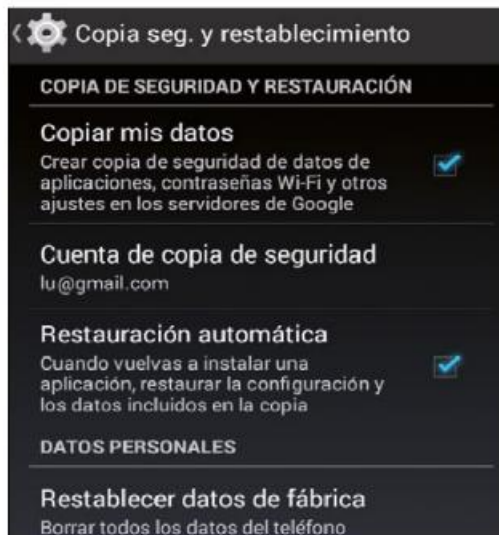 Copia seg. y restablecimiento
COPIA DE SEGURIDAD Y RESTAURACIÓN
Copiar mis datos
Crear copia de seguridad de datos de
aplicaciones, contraseñas Wi-Fi y otros
ajustes en los servidores de Google
Cuenta de copia de seguridad
lu@gmail.com
Restauración automática
Cuando vuelvas a instalar una
aplicación, restaurar la configuración y
los datos incluidos en la copia
DATOS PERSONALES
Restablecer datos de fábrica
Borrar todos los datos del teléfono